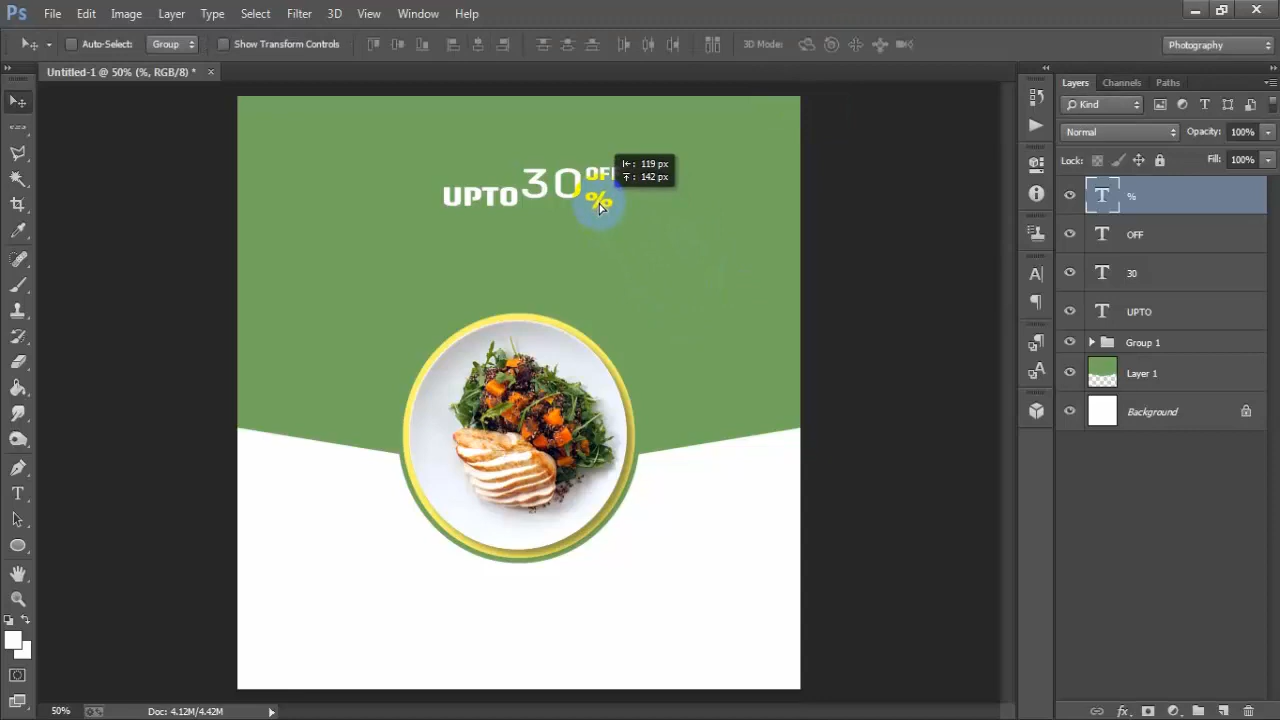 Ps File Edit Image Layer Type Select Filter 3D View Window Help
Auto-Select: Group Show Transform Controls 3D Mode: Photography
Untitled-1 @ 50% (%, RGB/8) * ×
Layers Channels Paths
Kind
Normal Opacity: 100%
Lock: Fill: 100%
%
OFF
30
UPTO
Group 1
Layer 1
Background
UPTO 30 OFF
%
119 px
142 px
50% Doc: 4.12M/4.42M